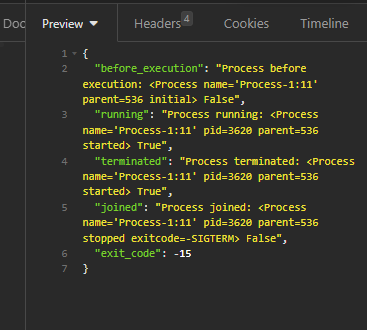 Doc Preview Headers 4 Cookies Timeline
1 {
2 "before_execution": "Process before
execution: <Process name='Process-1:11'
parent=536 initial> False",
3 "running": "Process running: <Process
name='Process-1:11' pid=3620 parent=536
started> True",
4 "terminated": "Process terminated: <Process
name='Process-1:11' pid=3620 parent=536
started> True",
5 "joined": "Process joined: <Process
name='Process-1:11' pid=3620 parent=536
stopped exitcode=-SIGTERM> False",
6 "exit_code": -15
7 }